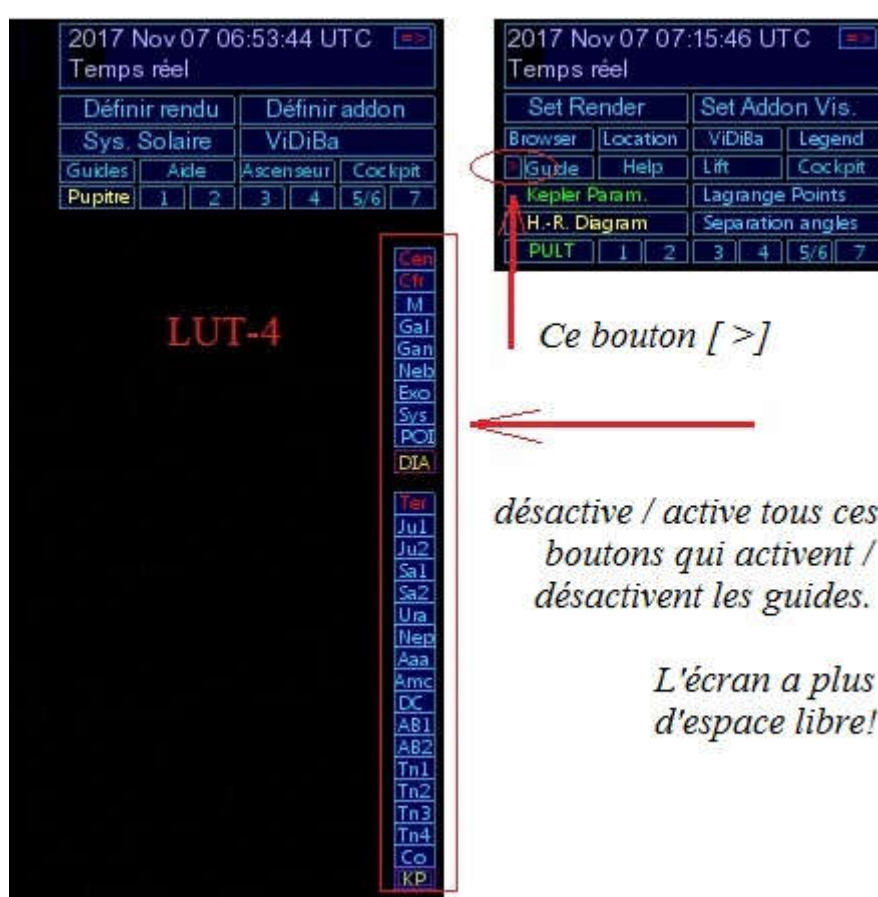 2017 Nov 07 06:53:44 UTC =>
Temps réel
Définir rendu Définir addon
Sys. Solaire ViDiBa
Guides Aide Ascenseur Cockpit
Pupitre 1 2 3 4 5/6 7
Cen
Cfr
M
Gal
Gan
Neb
Exo
Sys
POI
DIA
Ter
Ju1
Ju2
Sa1
Sa2
Ura
Nep
Aaa
Amc
DC
AB1
AB2
Tn1
Tn2
Tn3
Tn4
Co
KP
LUT-4
2017 Nov 07 07:15:46 UTC =>
Temps réel
Set Render Set Addon Vis.
Browser Location ViDiBa Legend
> Guide Help Lift Cockpit
Kepler Param. Lagrange Points
H.-R. Diagram Separation angles
PULT 1 2 3 4 5/6 7
Ce bouton [ >]
désactive / active tous ces
boutons qui activent /
désactivent les guides.
L'écran a plus
d'espace libre!